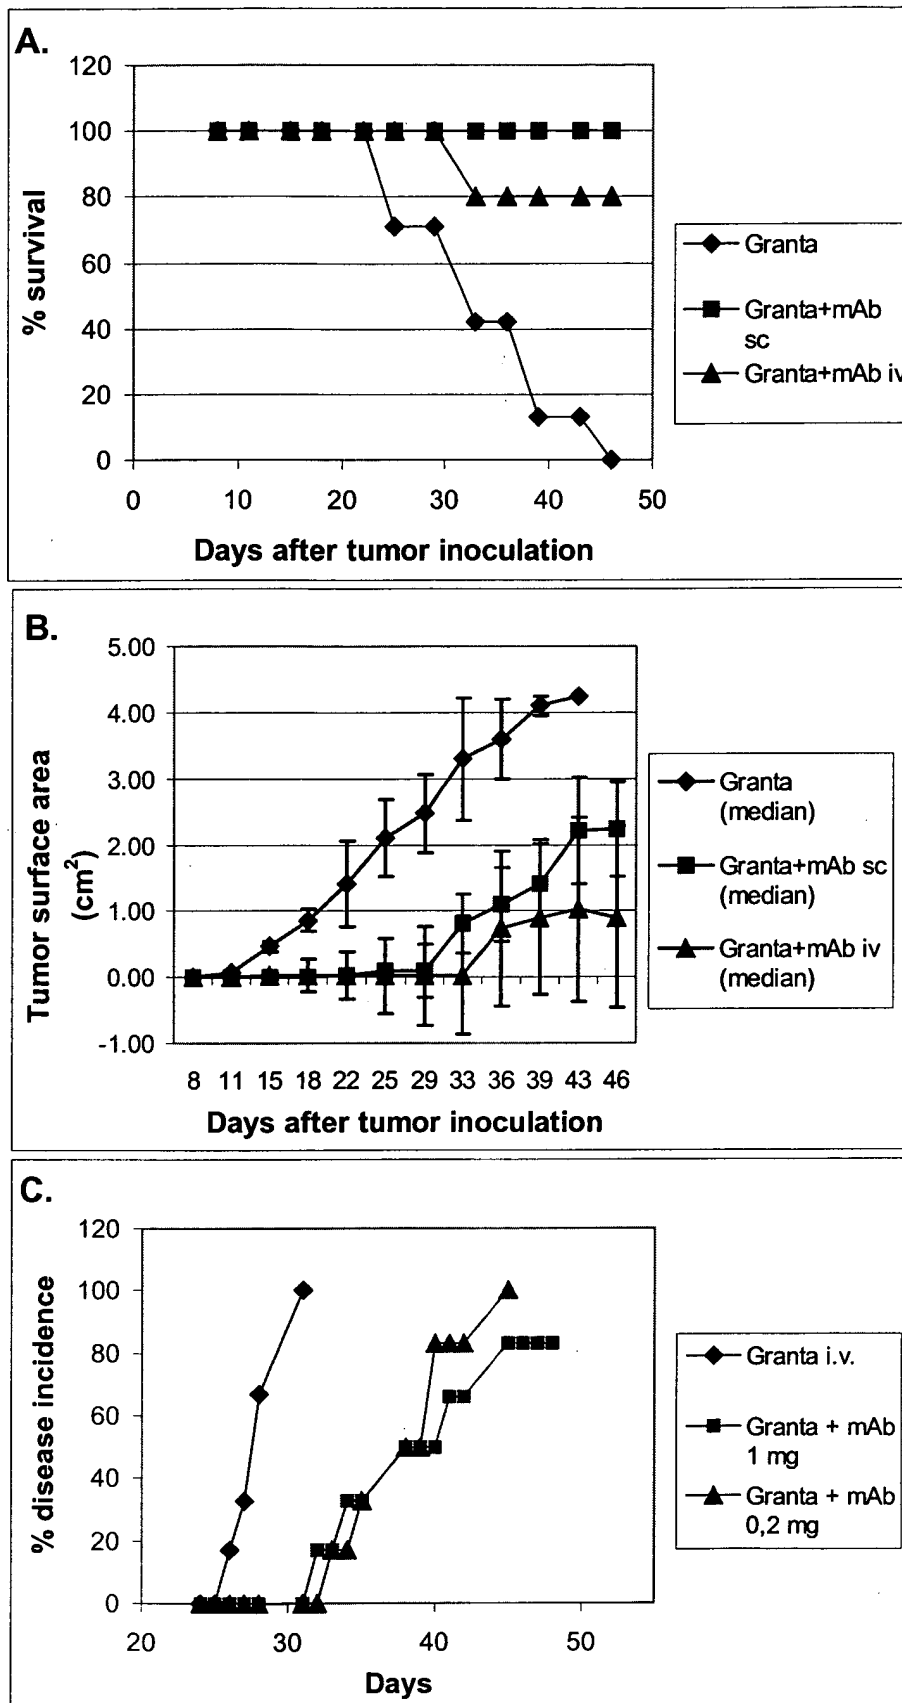 A.
120
100
80
60
40
20
0
% survival
0 10 20 30 40 50
Days after tumor inoculation
Granta
Granta+mAb
sc
Granta+mAb iv
B.
5.00
4.00
3.00
2.00
1.00
0.00
-1.00
Tumor surface area
(cm²)
8 11 15 18 22 25 29 33 36 39 43 46
Days after tumor inoculation
Granta
(median)
Granta+mAb sc
(median)
Granta+mAb iv
(median)
C.
120
100
80
60
40
20
0
% disease incidence
20 30 40 50
Days
Granta i.v.
Granta + mAb
1 mg
Granta + mAb
0,2 mg